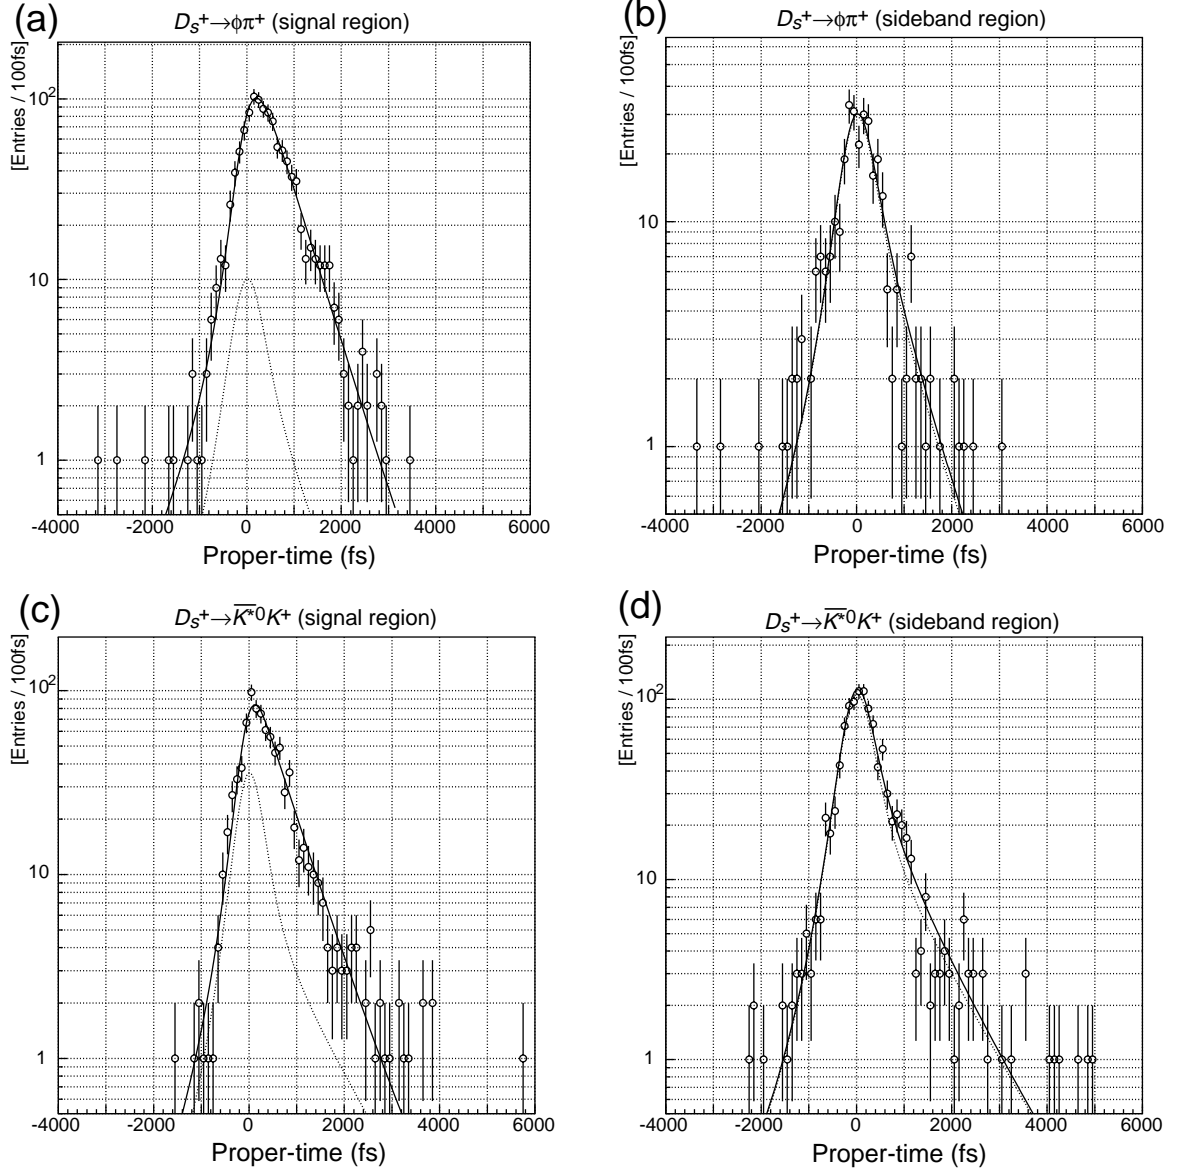 (a)
Ds+→ϕπ+ (signal region)
[Entries / 100fs]
10²
10
1
-4000 -2000 0 2000 4000 6000
Proper-time (fs)
(b)
Ds+→ϕπ+ (sideband region)
[Entries / 100fs]
10
1
-4000 -2000 0 2000 4000 6000
Proper-time (fs)
(c)
Ds+→K̅*0K+ (signal region)
[Entries / 100fs]
10²
10
1
-4000 -2000 0 2000 4000 6000
Proper-time (fs)
(d)
Ds+→K̅*0K+ (sideband region)
[Entries / 100fs]
10²
10
1
-4000 -2000 0 2000 4000 6000
Proper-time (fs)